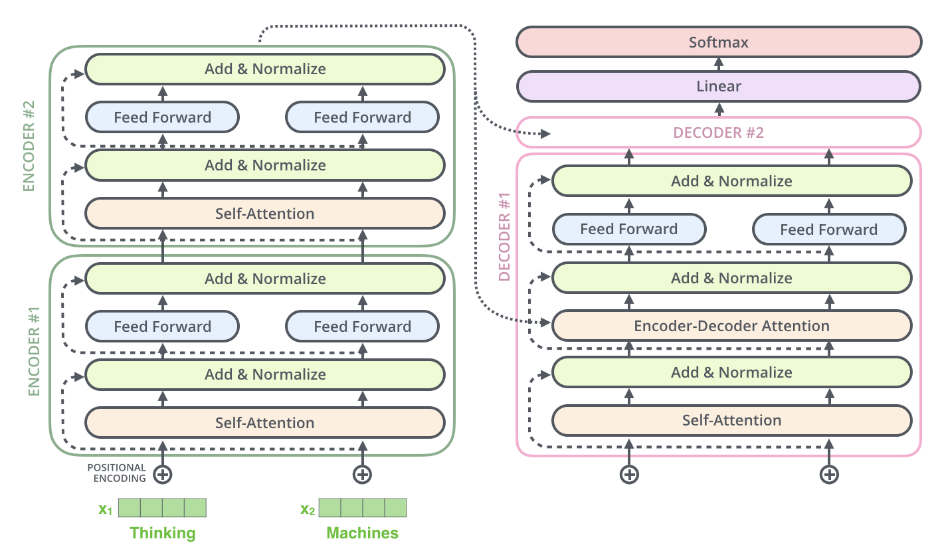 ENCODER #2
Add & Normalize
Feed Forward
Feed Forward
Add & Normalize
Self-Attention
ENCODER #1
Add & Normalize
Feed Forward
Feed Forward
Add & Normalize
Self-Attention
POSITIONAL
ENCODING
x₁
x₂
Thinking
Machines
Softmax
Linear
DECODER #2
DECODER #1
Add & Normalize
Feed Forward
Feed Forward
Add & Normalize
Encoder-Decoder Attention
Add & Normalize
Self-Attention